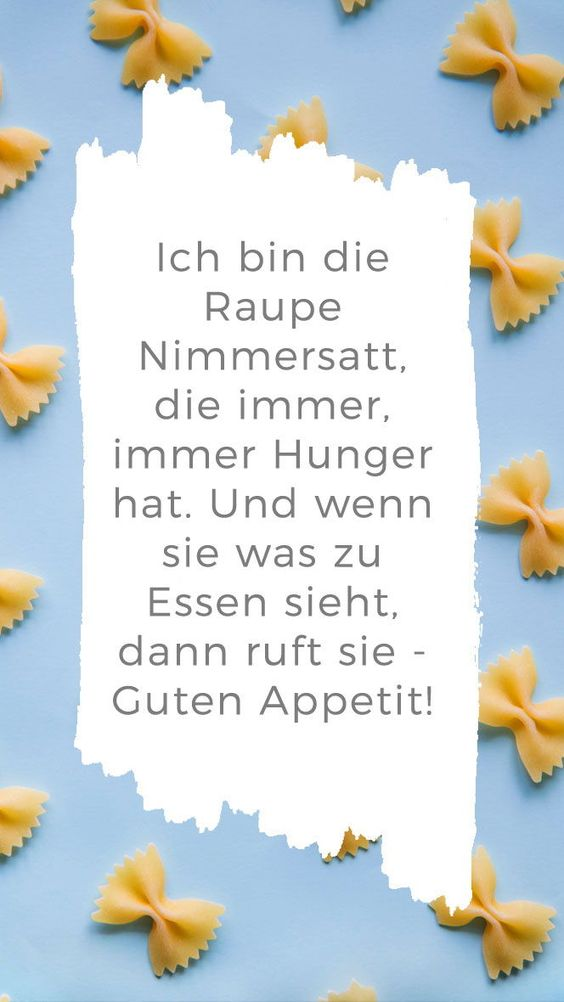 Ich bin die
Raupe
Nimmersatt,
die immer,
immer Hunger
hat. Und wenn
sie was zu
Essen sieht,
dann ruft sie -
Guten Appetit!